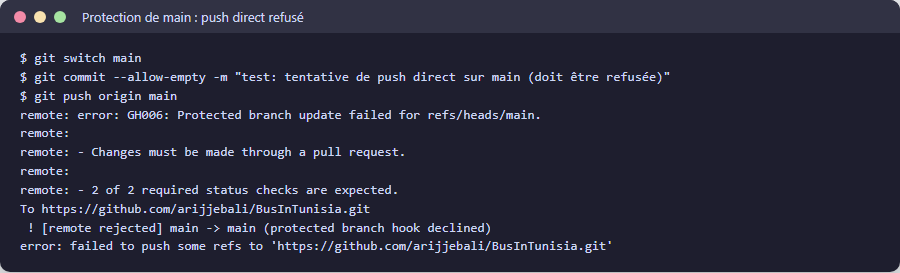 Protection de main : push direct refusé
$ git switch main
$ git commit --allow-empty -m "test: tentative de push direct sur main (doit être refusée)"
$ git push origin main
remote: error: GH006: Protected branch update failed for refs/heads/main.
remote:
remote: - Changes must be made through a pull request.
remote:
remote: - 2 of 2 required status checks are expected.
To https://github.com/arijjebali/BusInTunisia.git
 ! [remote rejected] main -> main (protected branch hook declined)
error: failed to push some refs to 'https://github.com/arijjebali/BusInTunisia.git'